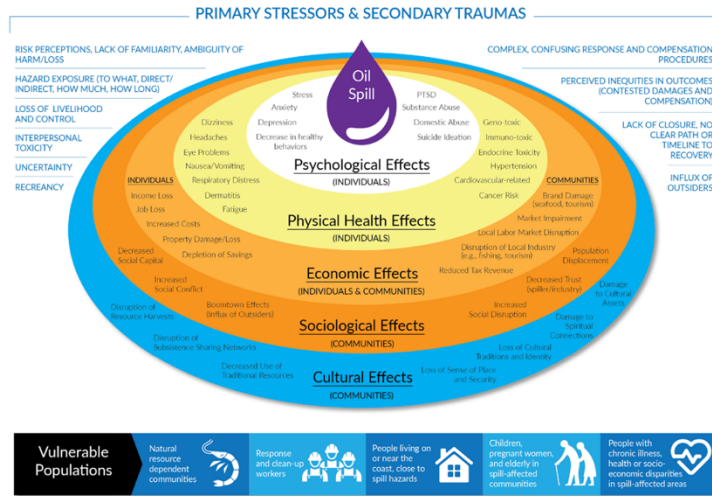 PRIMARY STRESSORS & SECONDARY TRAUMAS
RISK PERCEPTIONS, LACK OF FAMILIARITY, AMBIGUITY OF
HARM/LOSS
HAZARD EXPOSURE (TO WHAT, DIRECT/
INDIRECT, HOW MUCH, HOW LONG)
LOSS OF LIVELIHOOD
AND CONTROL
INTERPERSONAL
TOXICITY
UNCERTAINTY
RECREANCY
COMPLEX, CONFUSING RESPONSE AND COMPENSATION
PROCEDURES
PERCEIVED INEQUITIES IN OUTCOMES
(CONTESTED DAMAGES AND
COMPENSATION)
LACK OF CLOSURE, NO
CLEAR PATH OR
TIMELINE TO
RECOVERY
INFLUX OF
OUTSIDERS
Oil
Spill
Stress
Anxiety
Depression
Decrease in healthy
behaviors
PTSD
Substance Abuse
Domestic Abuse
Suicide Ideation
Psychological Effects
(INDIVIDUALS)
Dizziness
Headaches
Eye Problems
Nausea/Vomiting
Respiratory Distress
Dermatitis
Fatigue
Geno-toxic
Immuno-toxic
Endocrine Toxicity
Hypertension
Cardiovascular-related
Cancer Risk
Physical Health Effects
(INDIVIDUALS)
INDIVIDUALS
Income Loss
Job Loss
Increased Costs
Property Damage/Loss
Depletion of Savings
COMMUNITIES
Brand Damage
(seafood, tourism)
Market Impairment
Local Labor Market Disruption
Disruption of Local Industry
(e.g., fishing, tourism)
Reduced Tax Revenue
Economic Effects
(INDIVIDUALS & COMMUNITIES)
Decreased
Social Capital
Increased
Social Conflict
Boomtown Effects
(Influx of Outsiders)
Population
Displacement
Decreased Trust
(spiller/industry)
Increased
Social Disruption
Sociological Effects
(COMMUNITIES)
Disruption of
Resource Harvests
Disruption of
Subsistence Sharing Networks
Decreased Use of
Traditional Resources
Damage
to Cultural
Assets
Damage to
Spiritual
Connections
Loss of Cultural
Traditions and Identity
Loss of Sense of Place
and Security
Cultural Effects
(COMMUNITIES)
Vulnerable
Populations
Natural
resource
dependent
communities
Response
and clean-up
workers
People living on
or near the
coast, close to
spill hazards
Children,
pregnant women,
and elderly in
spill-affected
communities
People with
chronic illness,
health or socio-
economic disparities
in spill-affected areas